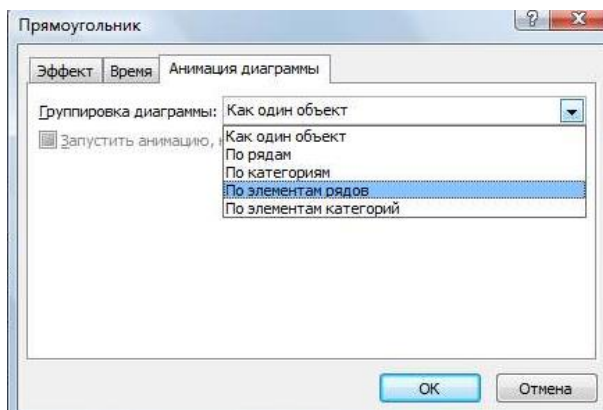 Прямоугольник
Эффект Время Анимация диаграммы
Группировка диаграммы: Как один объект
Запустить анимацию,
Как один объект
По рядам
По категориям
По элементам рядов
По элементам категорий
ОК Отмена